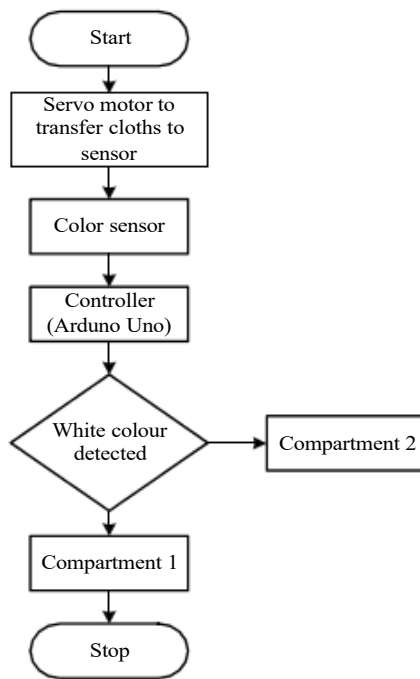 Start
Servo motor to
transfer cloths to
sensor
Color sensor
Controller
(Arduno Uno)
White colour
detected
Compartment 2
Compartment 1
Stop